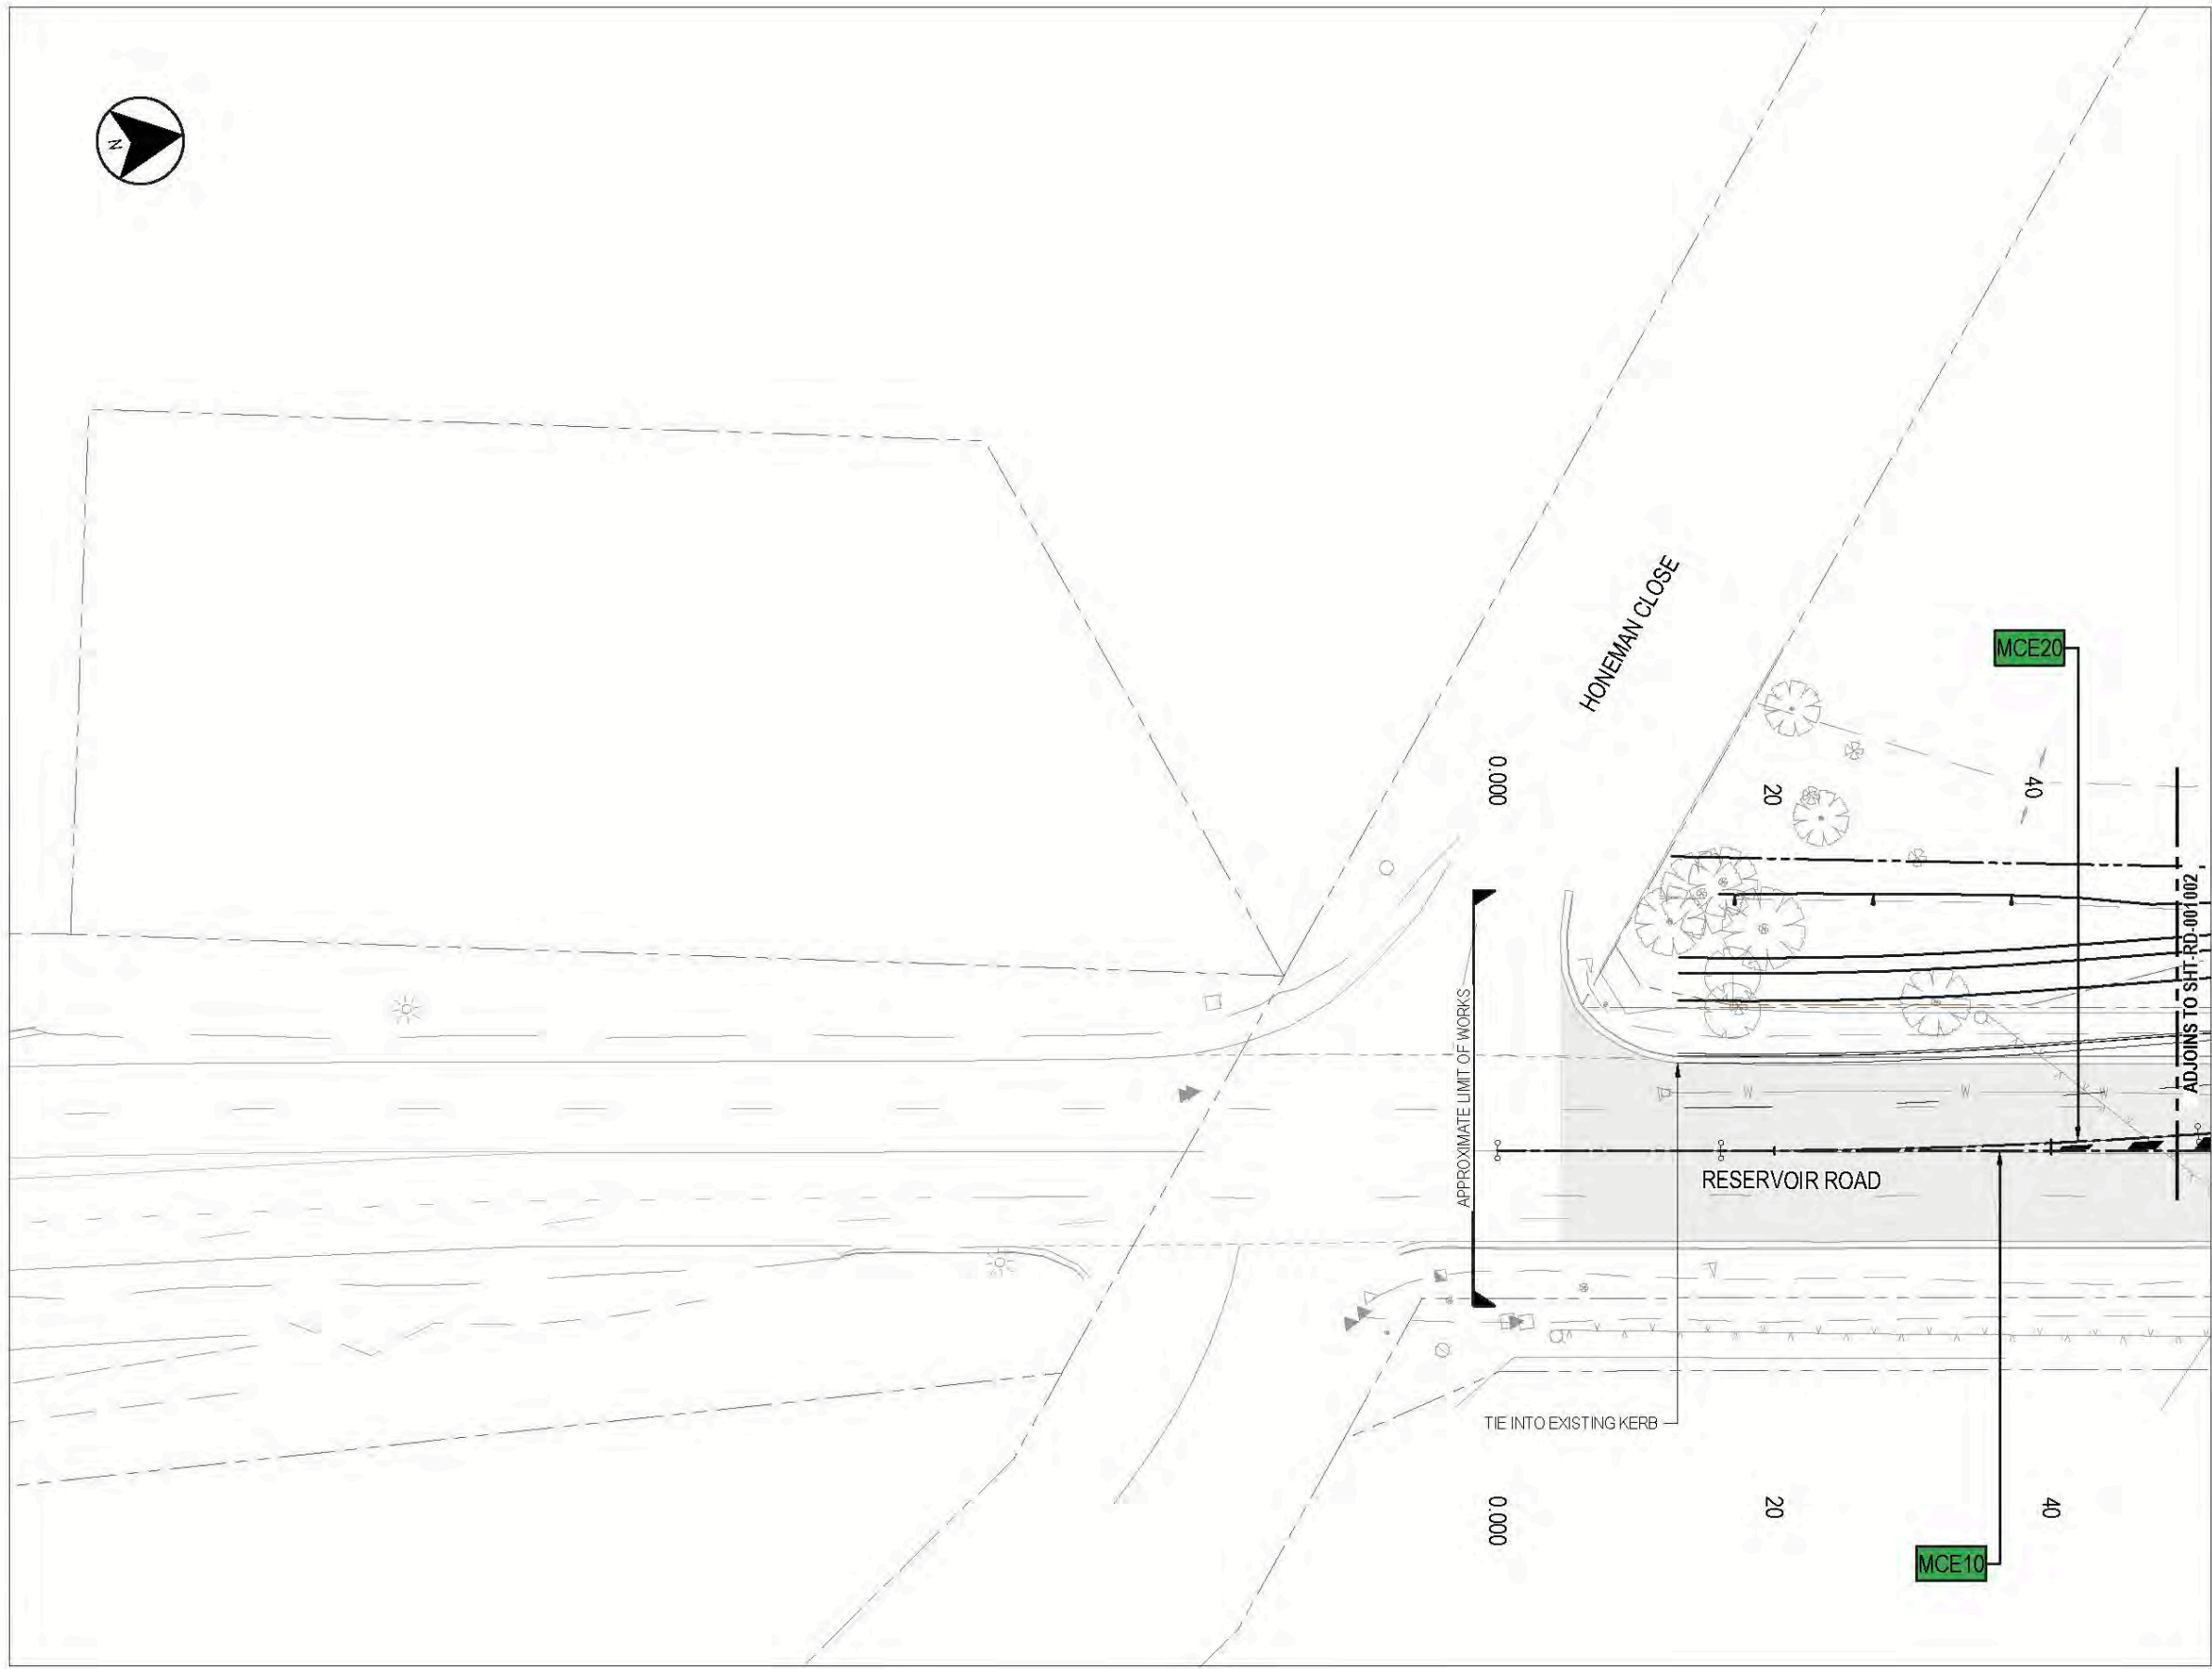 N
HONEMAN CLOSE
MCE20
0.000
20
40
APPROXIMATE LIMIT OF WORKS
ADJOINS TO SHT-RD-001002
W
W
W
RESERVOIR ROAD
TIE INTO EXISTING KERB
0.000
20
40
MCE10